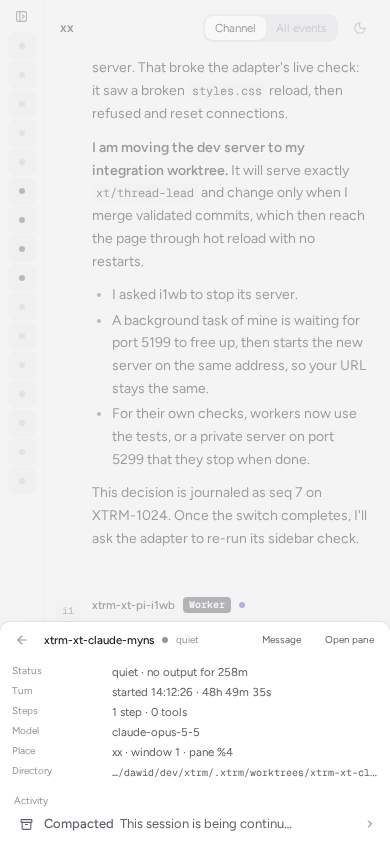 xx
Channel
All events
server. That broke the adapter's live check:
it saw a broken styles.css reload, then
refused and reset connections.
I am moving the dev server to my
integration worktree. It will serve exactly
xt/thread-lead and change only when I
merge validated commits, which then reach
the page through hot reload with no
restarts.
• I asked i1wb to stop its server.
• A background task of mine is waiting for
port 5199 to free up, then starts the new
server on the same address, so your URL
stays the same.
• For their own checks, workers now use
the tests, or a private server on port
5299 that they stop when done.
This decision is journaled as seq 7 on
XTRM-1024. Once the switch completes, I'll
ask the adapter to re-run its sidebar check.
i1
xtrm-xt-pi-i1wb Worker
xtrm-xt-claude-myns quiet Message Open pane
Status quiet · no output for 258m
Turn started 14:12:26 · 48h 49m 35s
Steps 1 step · 0 tools
Model claude-opus-5-5
Place xx · window 1 · pane %4
Directory …/dawid/dev/xtrm/.xtrm/worktrees/xtrm-xt-cl…
Activity
Compacted This session is being continu…